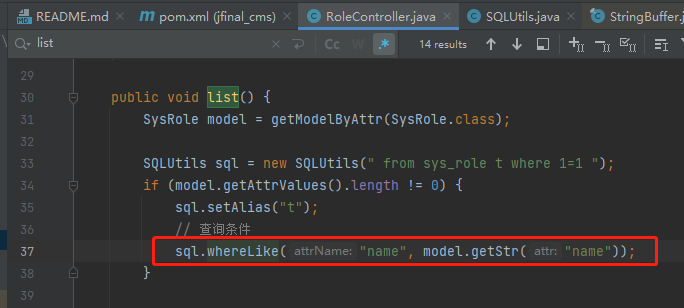 README.md pom.xml (jfinal_cms) RoleController.java SQLUtils.java StringBuffer.j
list Cc W .* 14 results
29
30 public void list() {
31 SysRole model = getModelByAttr(SysRole.class);
32
33 SQLUtils sql = new SQLUtils(" from sys_role t where 1=1 ");
34 if (model.getAttrValues().length != 0) {
35 sql.setAlias("t");
36 // 查询条件
37 sql.whereLike( attrName: "name", model.getStr( attr: "name"));
38 }